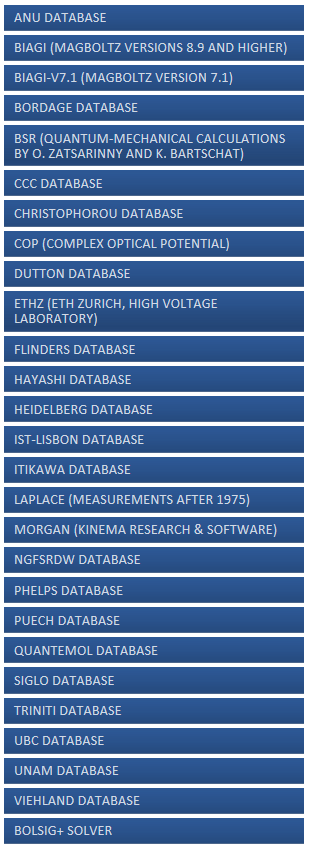 ANU DATABASE
BIAGI (MAGBOLTZ VERSIONS 8.9 AND HIGHER)
BIAGI-V7.1 (MAGBOLTZ VERSION 7.1)
BORDAGE DATABASE
BSR (QUANTUM-MECHANICAL CALCULATIONS
BY O. ZATSARINNY AND K. BARTSCHAT)
CCC DATABASE
CHRISTOPHOROU DATABASE
COP (COMPLEX OPTICAL POTENTIAL)
DUTTON DATABASE
ETHZ (ETH ZURICH, HIGH VOLTAGE
LABORATORY)
FLINDERS DATABASE
HAYASHI DATABASE
HEIDELBERG DATABASE
IST-LISBON DATABASE
ITIKAWA DATABASE
LAPLACE (MEASUREMENTS AFTER 1975)
MORGAN (KINEMA RESEARCH & SOFTWARE)
NGFSRDW DATABASE
PHELPS DATABASE
PUECH DATABASE
QUANTEMOL DATABASE
SIGLO DATABASE
TRINITI DATABASE
UBC DATABASE
UNAM DATABASE
VIEHLAND DATABASE
BOLSIG+ SOLVER